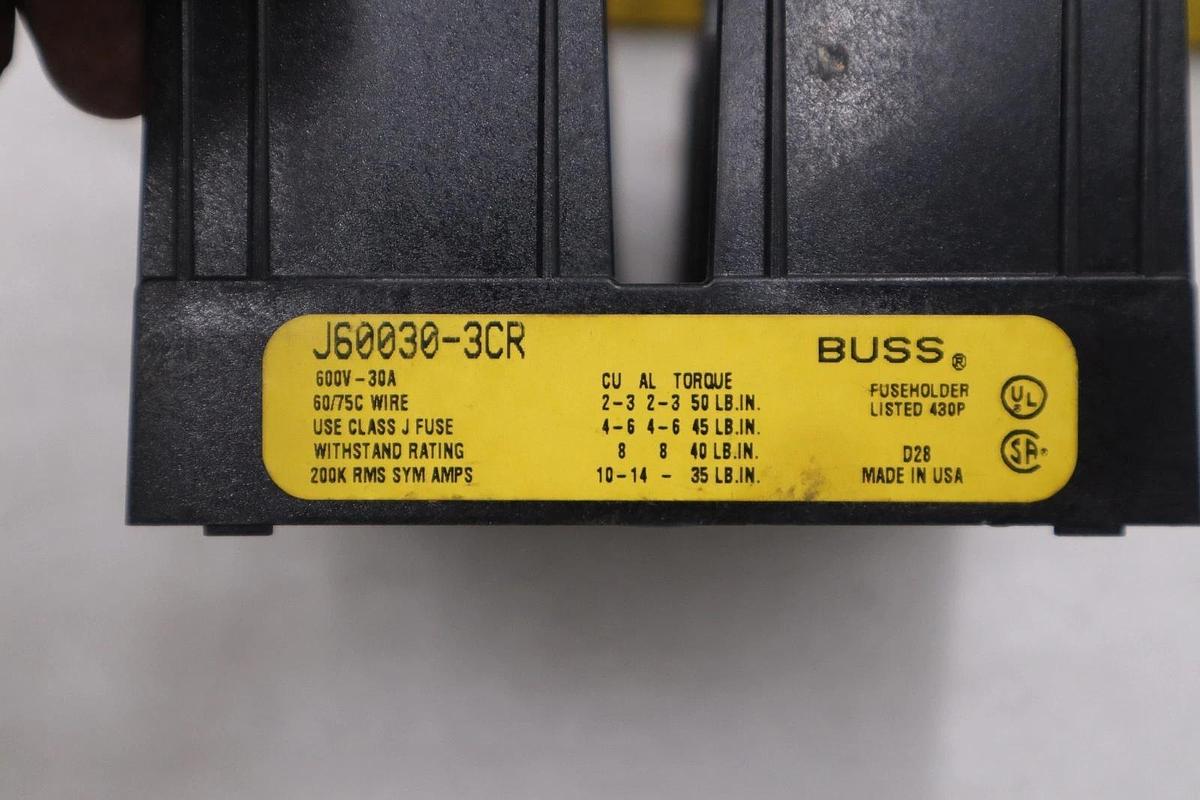 J60030-3CR
600V-30A
60/75C WIRE
USE CLASS J FUSE
WITHSTAND RATING
200K RMS SYM AMPS
CU AL TORQUE
2-3 2-3 50 LB.IN.
4-6 4-6 45 LB.IN.
8 8 40 LB.IN.
10-14 - 35 LB.IN.
BUSS®
FUSEHOLDER
LISTED 430P
D28
MADE IN USA
UL®
SA®